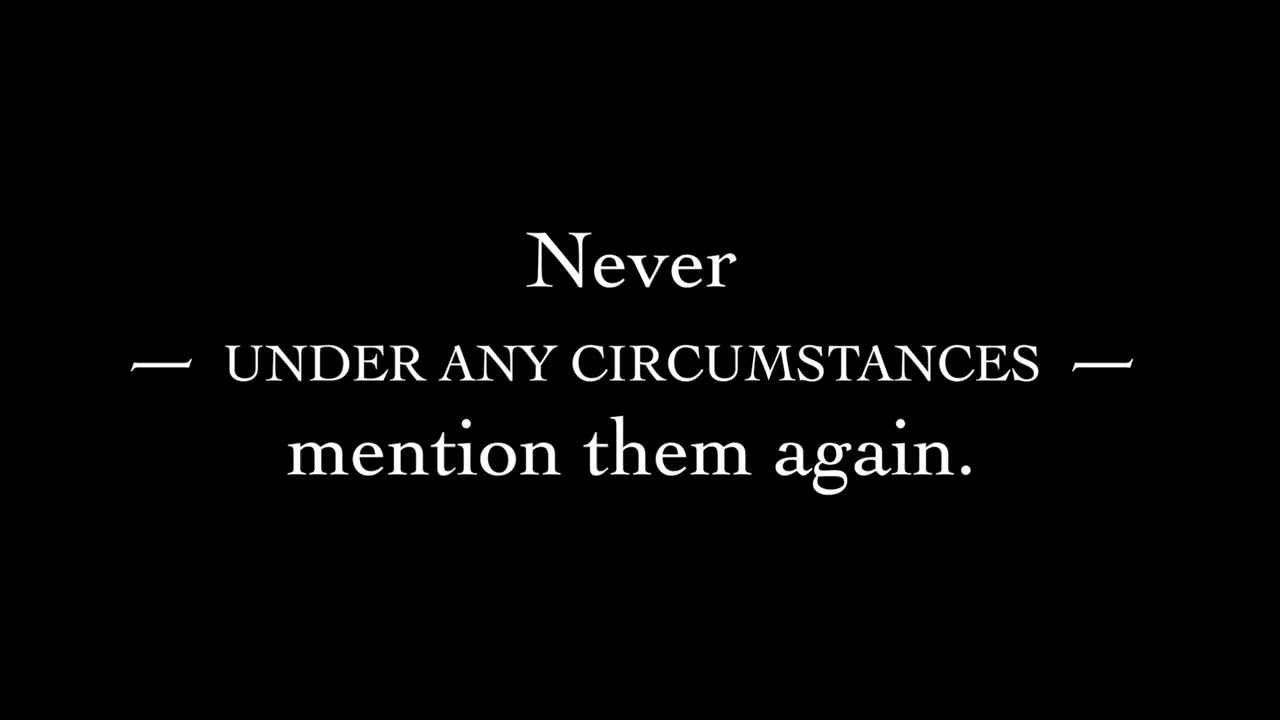 Never
— UNDER ANY CIRCUMSTANCES —
mention them again.